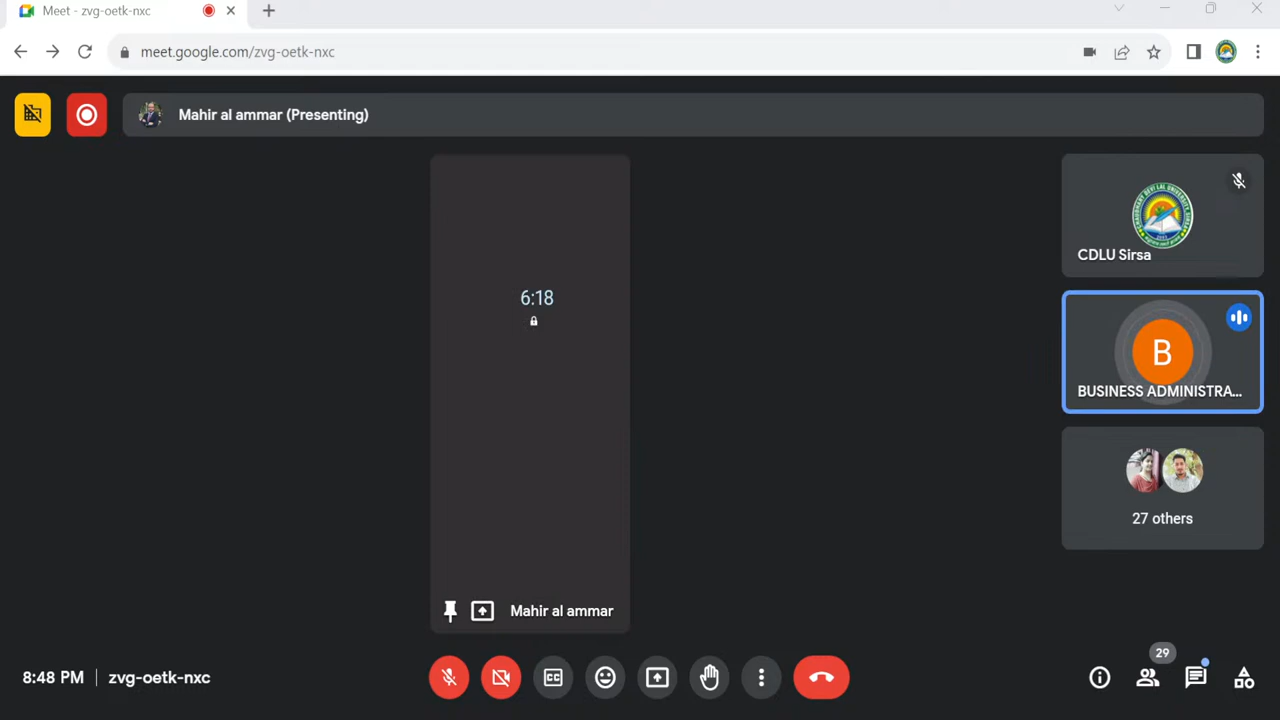 Meet - zvg-oetk-nxc
meet.google.com/zvg-oetk-nxc
Mahir al ammar (Presenting)
6:18
CDLU Sirsa
B
BUSINESS ADMINISTRA...
27 others
Mahir al ammar
8:48 PM | zvg-oetk-nxc
CC
29